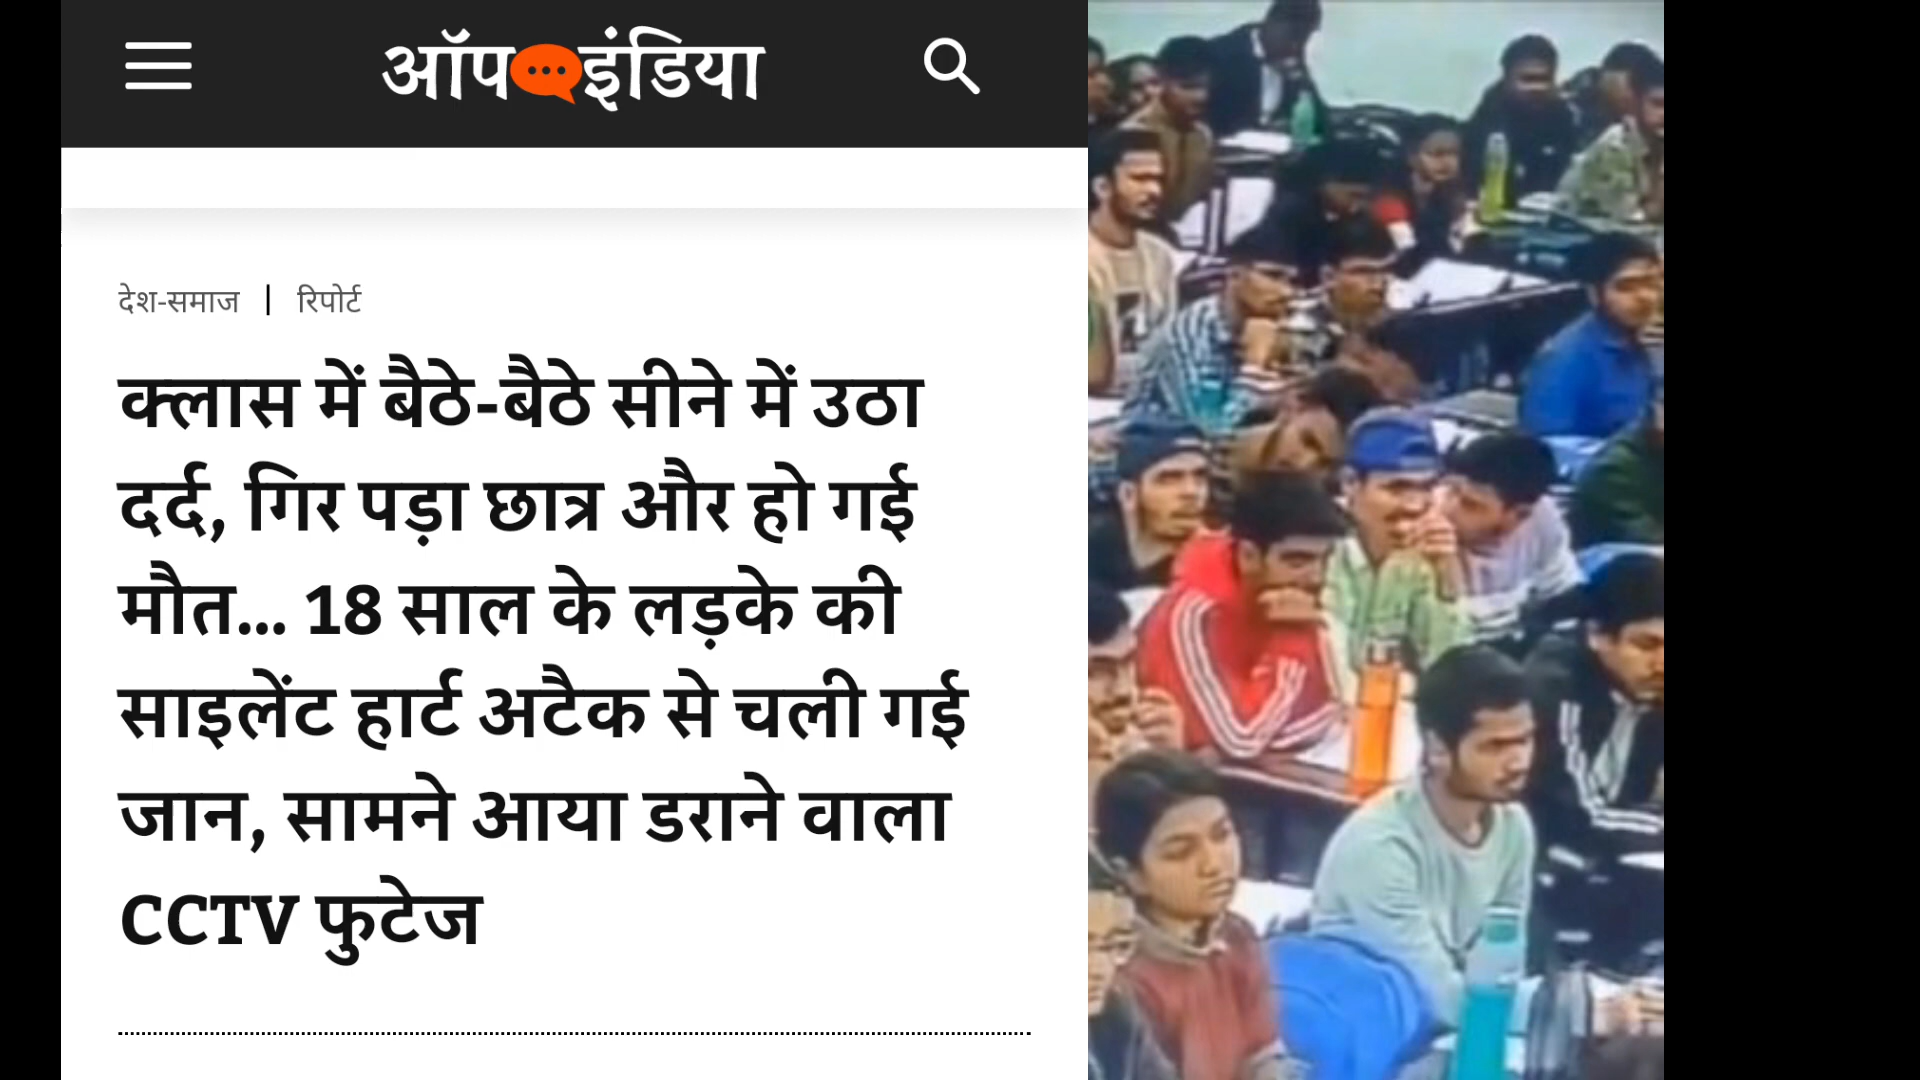 ऑपइंडिया
देश-समाज | रिपोर्ट
क्लास में बैठे-बैठे सीने में उठा
दर्द, गिर पड़ा छात्र और हो गई
मौत... 18 साल के लड़के की
साइलेंट हार्ट अटैक से चली गई
जान, सामने आया डराने वाला
CCTV फुटेज